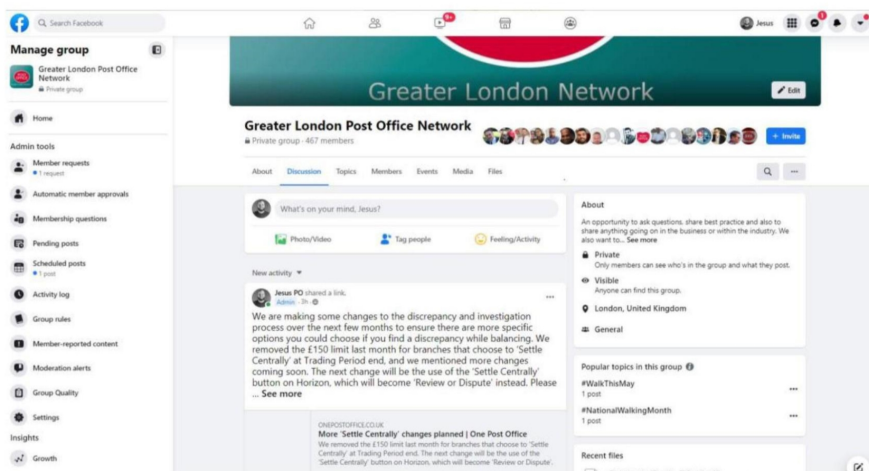 Search Facebook
9+
Jesus
Manage group
Greater London Post Office
Network
Private group
Home
Admin tools
Member requests
1 request
Automatic member approvals
Membership questions
Pending posts
Scheduled posts
1 post
Activity log
Group rules
Member-reported content
Moderation alerts
Group Quality
Settings
Insights
Growth
Greater London Network
Edit
Greater London Post Office Network
Private group · 467 members
+ Invite
About Discussion Topics Members Events Media Files
What's on your mind, Jesus?
Photo/Video
Tag people
Feeling/Activity
New activity
Jesus PO shared a link.
Admin · 3h
We are making some changes to the discrepancy and investigation
process over the next few months to ensure there are more specific
options you could choose if you find a discrepancy while balancing. We
removed the £150 limit last month for branches that choose to 'Settle
Centrally' at Trading Period end, and we mentioned more changes
coming soon. The next change will be the use of the 'Settle Centrally'
button on Horizon, which will become 'Review or Dispute' instead. Please
... See more
ONEPOSTOFFICE.CO.UK
More 'Settle Centrally' changes planned | One Post Office
We removed the £150 limit last month for branches that choose to 'Settle
Centrally' at Trading Period end. The next change will be the use of the
'Settle Centrally' button on Horizon, which will become 'Review or Dispute'.
About
An opportunity to ask questions. share best practice and also to
share anything going on in the business or within the industry. We
also want to... See more
Private
Only members can see who's in the group and what they post.
Visible
Anyone can find this group.
London, United Kingdom
General
Popular topics in this group
#WalkThisMay
1 post
#NationalWalkingMonth
1 post
Recent files